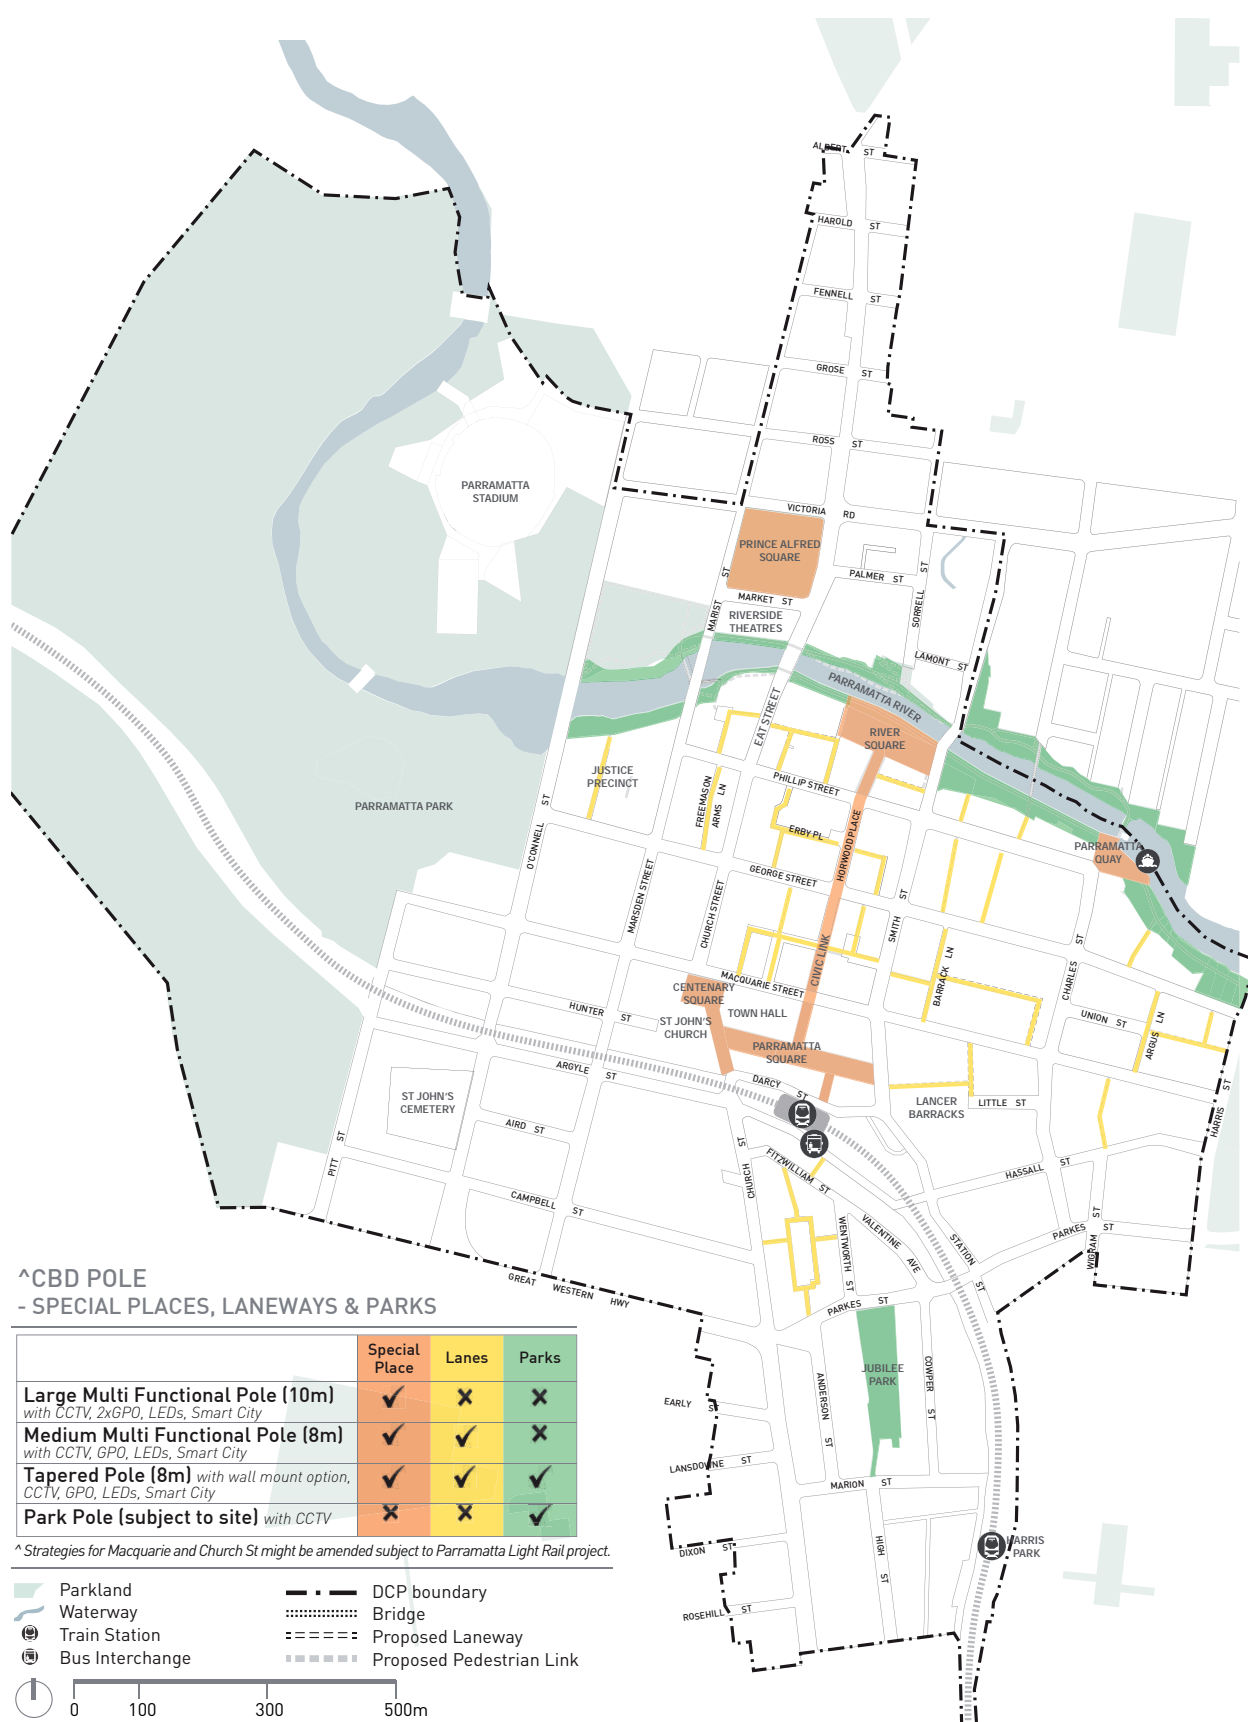 ALBERT ST
HAROLD ST
FENNELL ST
GROSE ST
ROSS ST
VICTORIA RD
PARRAMATTA
STADIUM
PRINCE ALFRED
SQUARE
PALMER ST
SORRELL ST
MARKET ST
MARIST ST
RIVERSIDE
THEATRES
LAMONT ST
PARRAMATTA RIVER
EAT STREET
RIVER
SQUARE
JUSTICE
PRECINCT
PHILLIP STREET
FREEMASON
ARMS LN
PARRAMATTA PARK
O'CONNELL ST
ERBY PL
HORWOOD PLACE
PARRAMATTA
QUAY
GEORGE STREET
MARSDEN STREET
CHURCH STREET
SMITH ST
CIVIC LINK
BARRACK LN
CHARLES ST
MACQUARIE STREET
CENTENARY
SQUARE
TOWN HALL
HUNTER ST
ST JOHN'S
CHURCH
UNION ST
ARGUS LN
PARRAMATTA
SQUARE
ARGYLE ST
DARCY ST
ST JOHN'S
CEMETERY
LANCER
BARRACKS
LITTLE ST
HARRIS ST
AIRD ST
PITT ST
CHURCH ST
FITZWILLIAM ST
HASSALL ST
CAMPBELL ST
WENTWORTH ST
VALENTINE AVE
STATION ST
PARKES ST
WIGRAM ST
GREAT WESTERN HWY
PARKES ST
JUBILEE
PARK
ANDERSON ST
COWPER ST
EARLY ST
LANSDOWNE ST
MARION ST
HIGH ST
DIXON ST
HARRIS
PARK
ROSEHILL ST
^CBD POLE
- SPECIAL PLACES, LANEWAYS & PARKS
Special
Place
Lanes
Parks
Large Multi Functional Pole (10m)
with CCTV, 2xGPO, LEDs, Smart City
Medium Multi Functional Pole (8m)
with CCTV, GPO, LEDs, Smart City
Tapered Pole (8m) with wall mount option,
CCTV, GPO, LEDs, Smart City
Park Pole (subject to site) with CCTV
^ Strategies for Macquarie and Church St might be amended subject to Parramatta Light Rail project.
Parkland
Waterway
Train Station
Bus Interchange
DCP boundary
Bridge
Proposed Laneway
Proposed Pedestrian Link
0 100 300 500m